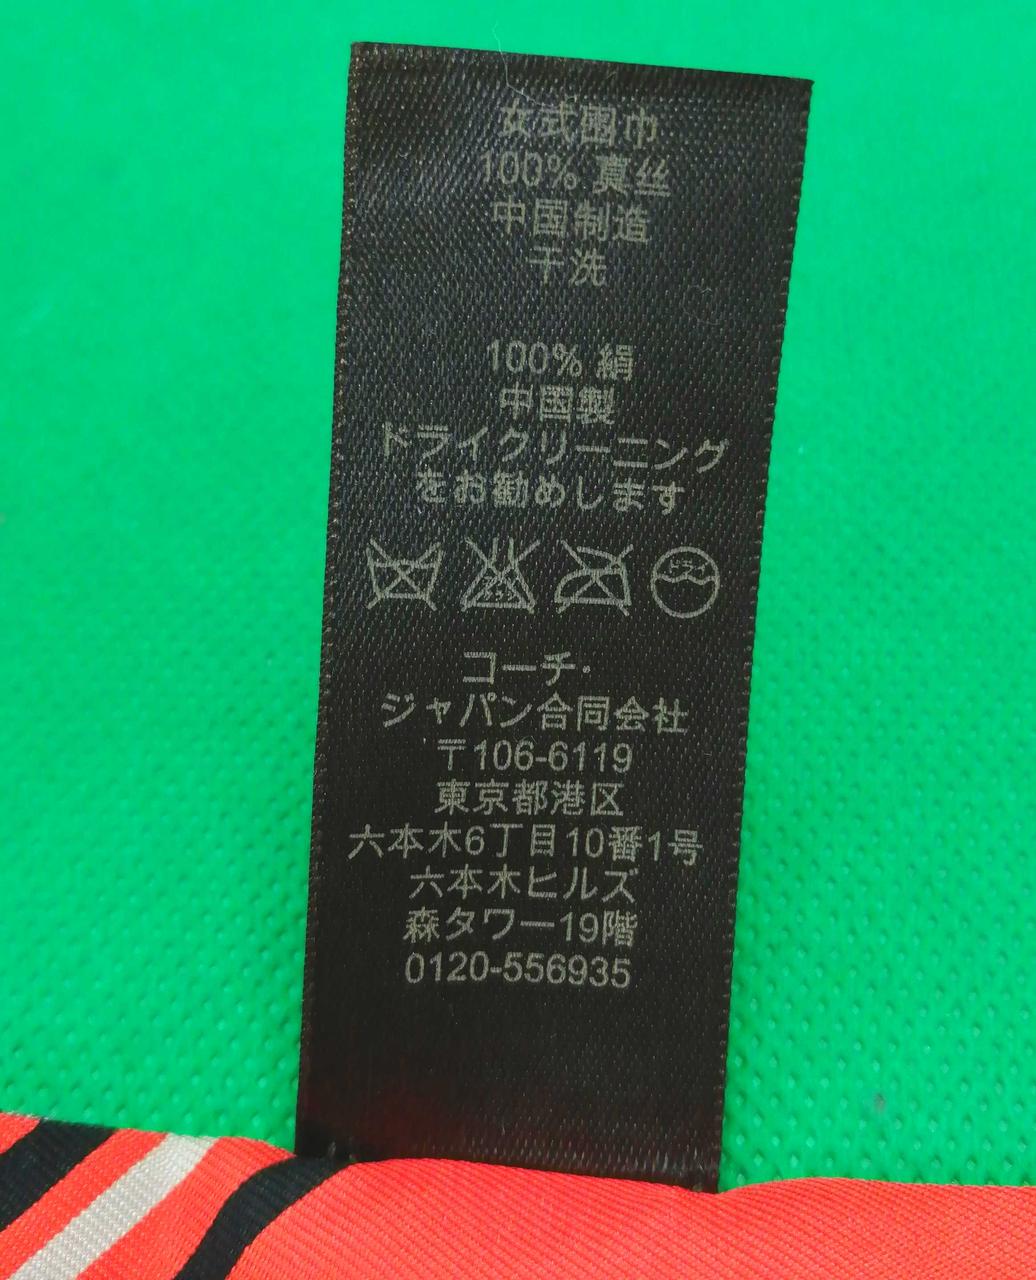 女式围巾
100% 真丝
中国制造
干洗
100% 絹
中國製
ドライクリーニング
をお勧めします
ドライ
コーチ・
ジャパン合同会社
〒106-6119
東京都港区
六本木6丁目10番1号
六本木ヒルズ
森タワー19階
0120-556935